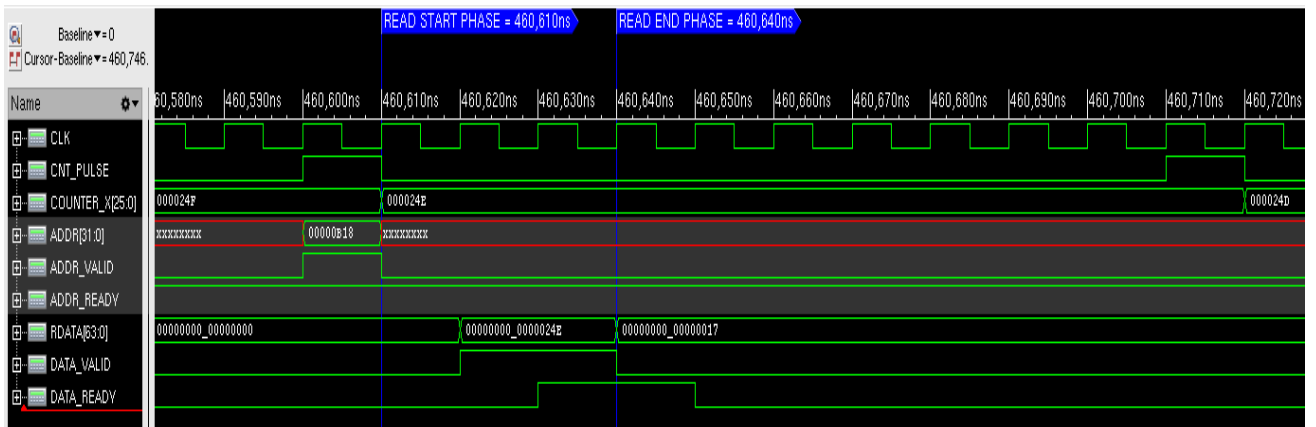 READ START PHASE = 460,610ns
READ END PHASE = 460,640ns
Baseline▼= 0
Cursor-Baseline▼= 460,746.
Name
60,580ns
460,590ns
460,600ns
460,610ns
460,620ns
460,630ns
460,640ns
460,650ns
460,660ns
460,670ns
460,680ns
460,690ns
460,700ns
460,710ns
460,720ns
CLK
CNT_PULSE
COUNTER_X[25:0]
000024F
000024E
000024D
ADDR[31:0]
xxxxxxxx
00000B18
xxxxxxxx
ADDR_VALID
ADDR_READY
RDATA[63:0]
00000000_00000000
00000000_0000024E
00000000_00000017
DATA_VALID
DATA_READY